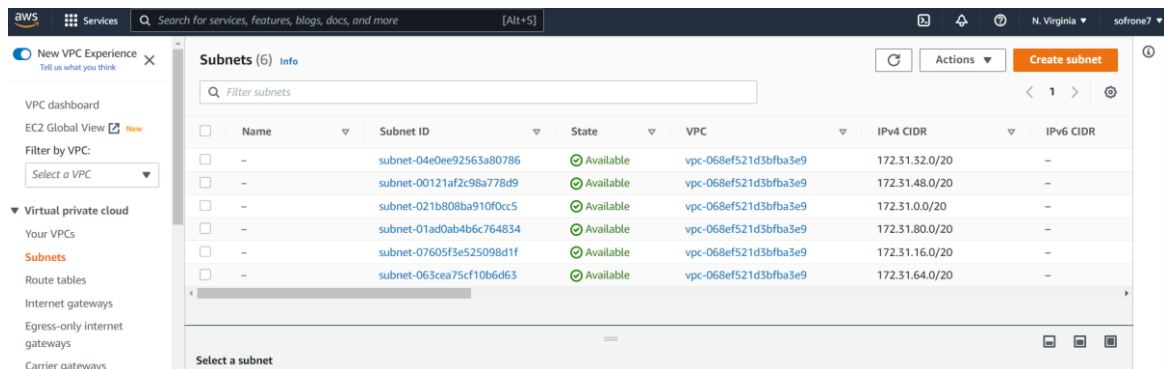 aws Services Search for services, features, blogs, docs, and more [Alt+S] N. Virginia ▼ sofrone7 ▼
New VPC Experience
Tell us what you think
VPC dashboard
EC2 Global View New
Filter by VPC:
Select a VPC
Virtual private cloud
Your VPCs
Subnets
Route tables
Internet gateways
Egress-only internet
gateways
Carrier gateways
Subnets (6) Info
Actions ▼ Create subnet
Filter subnets
< 1 >
Name Subnet ID State VPC IPv4 CIDR IPv6 CIDR
– subnet-04e0ee92563a80786 Available vpc-068ef521d3bfba3e9 172.31.32.0/20 –
– subnet-00121af2c98a778d9 Available vpc-068ef521d3bfba3e9 172.31.48.0/20 –
– subnet-021b808ba910f0cc5 Available vpc-068ef521d3bfba3e9 172.31.0.0/20 –
– subnet-01ad0ab4b6c764834 Available vpc-068ef521d3bfba3e9 172.31.80.0/20 –
– subnet-07605f3e525098d1f Available vpc-068ef521d3bfba3e9 172.31.16.0/20 –
– subnet-063cea75cf10b6d63 Available vpc-068ef521d3bfba3e9 172.31.64.0/20 –
Select a subnet